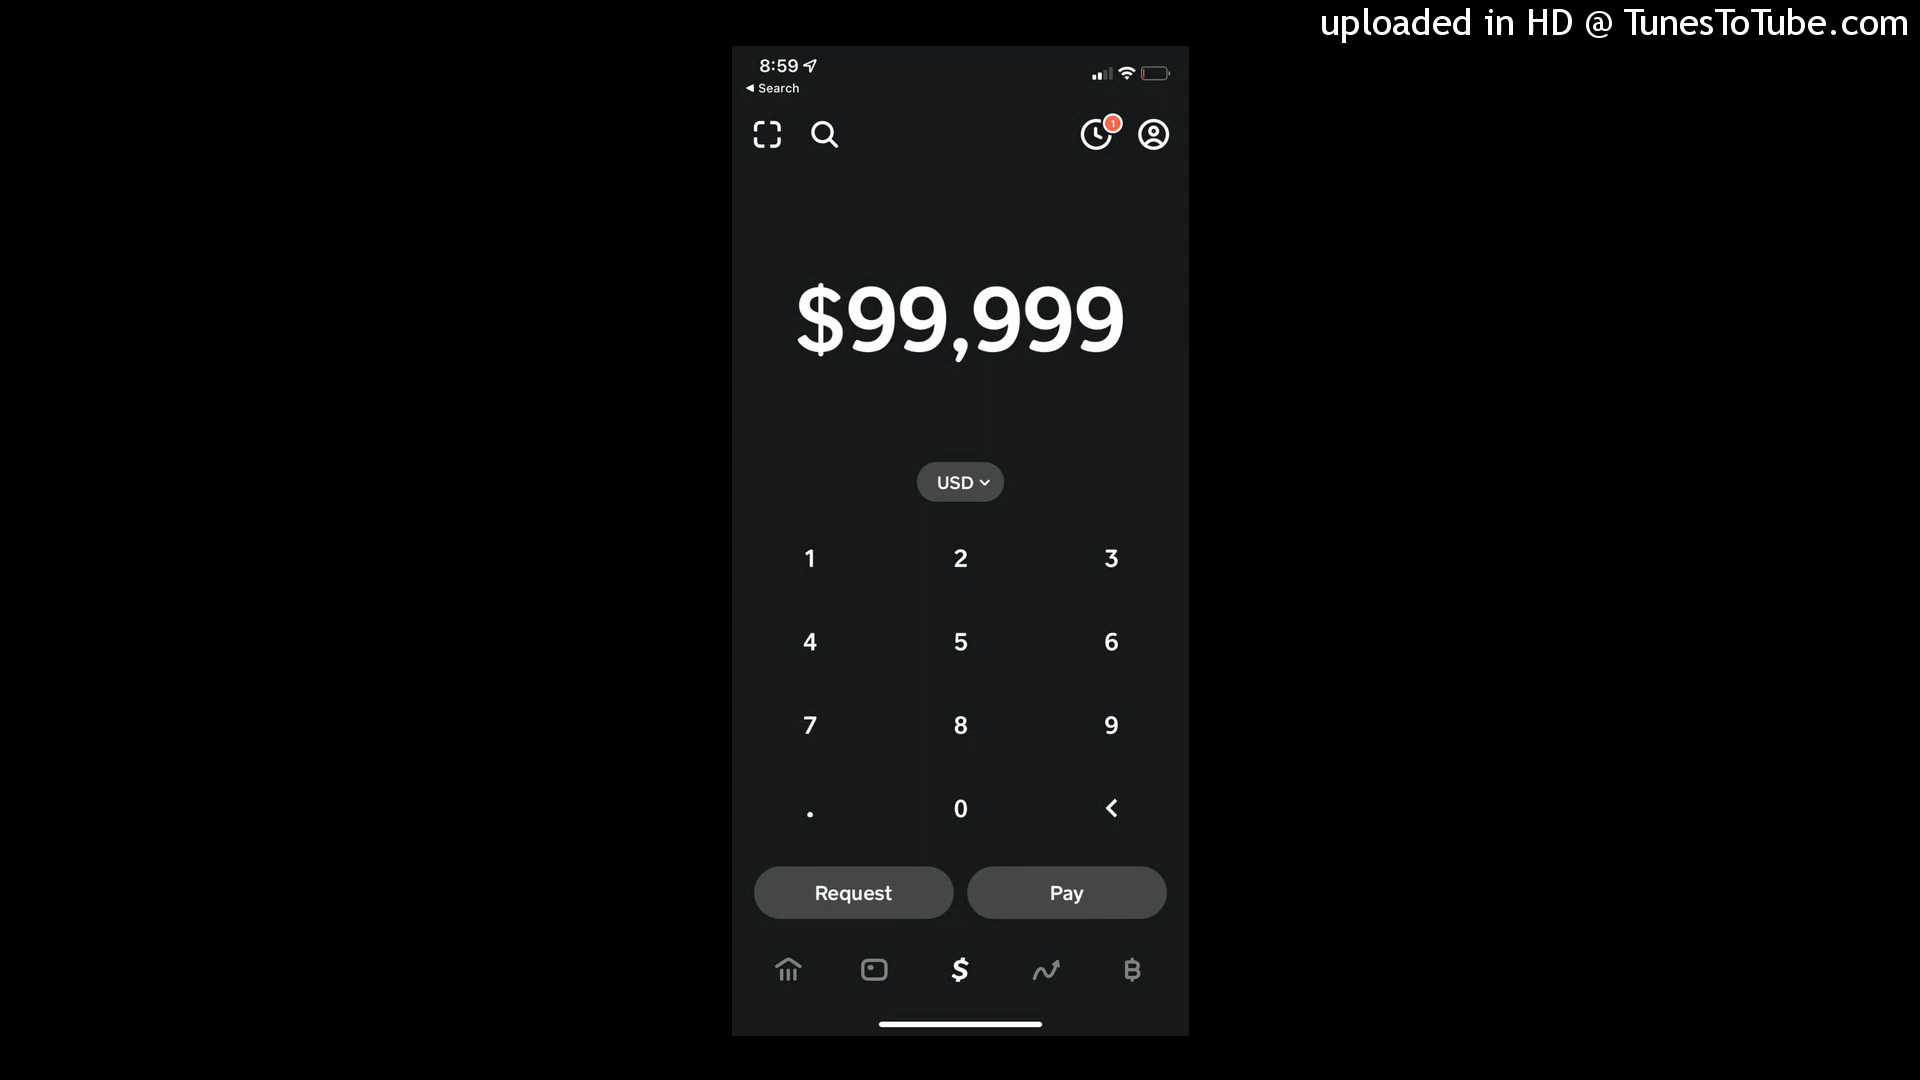 uploaded in HD @ TunesToTube.com
8:59
◀ Search
1
$99,999
USD
1 2 3
4 5 6
7 8 9
. 0 <
Request Pay